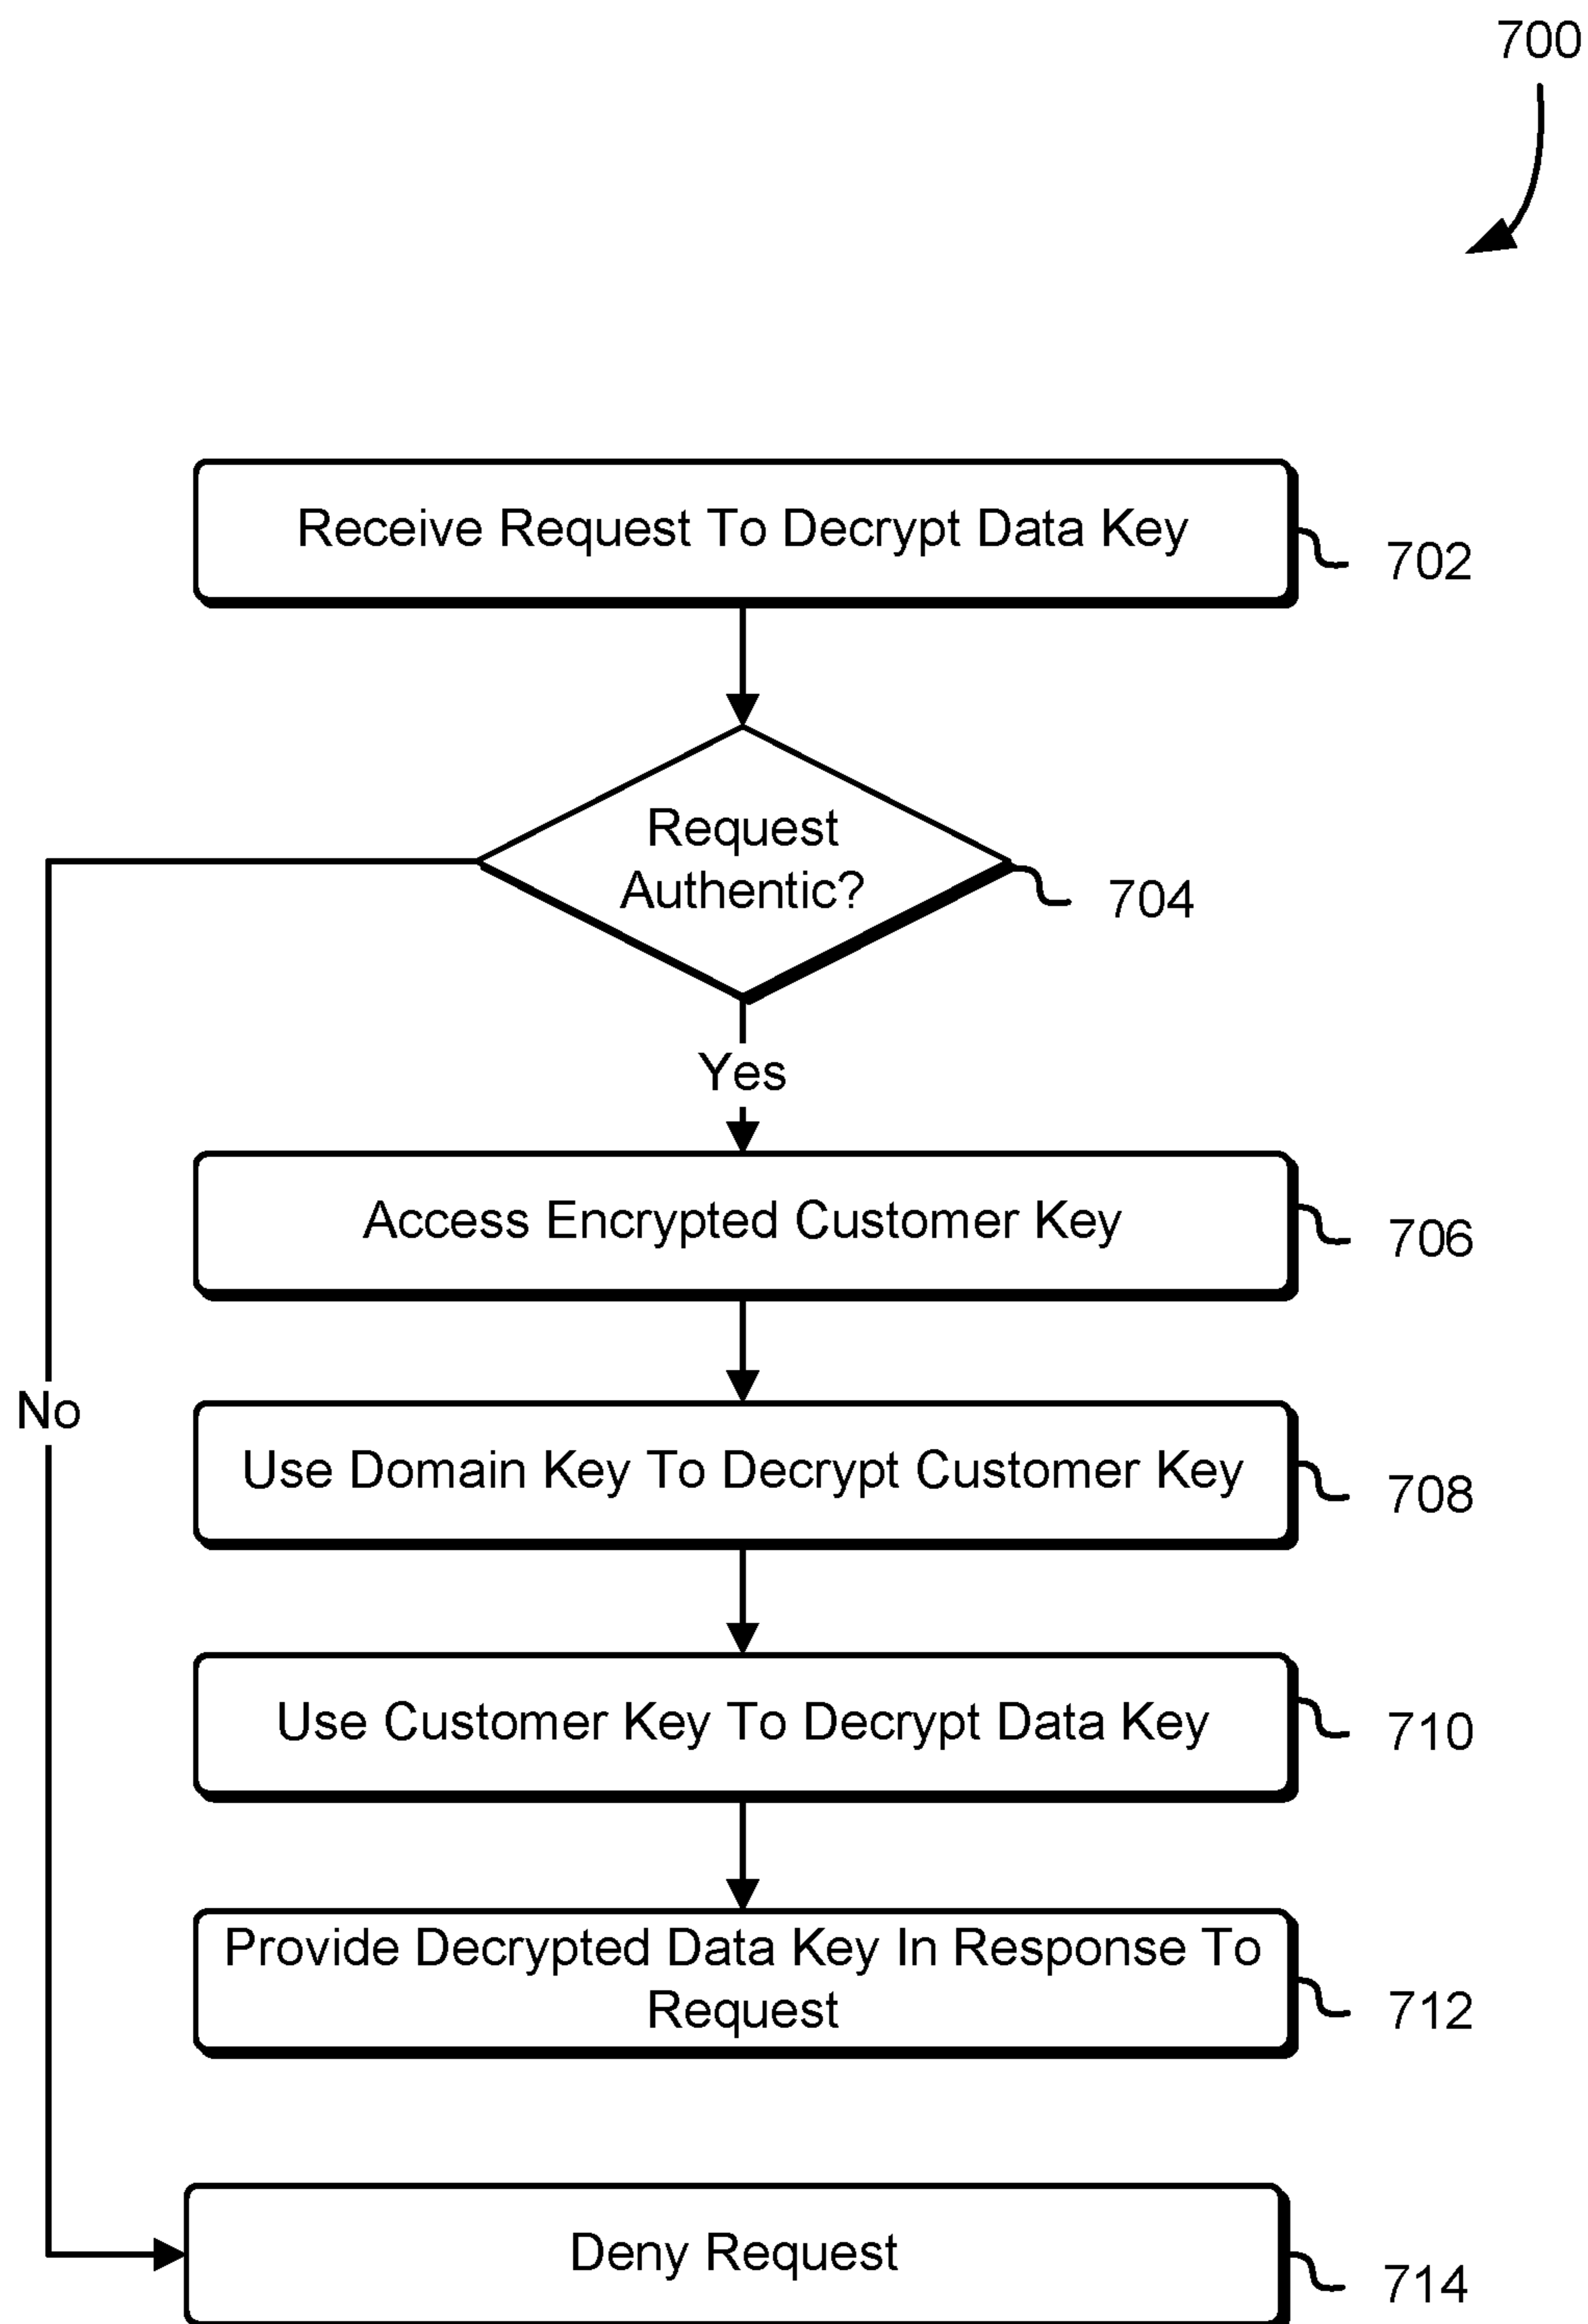 700
Receive Request To Decrypt Data Key
702
Request
Authentic?
704
Yes
Access Encrypted Customer Key
706
No
Use Domain Key To Decrypt Customer Key
708
Use Customer Key To Decrypt Data Key
710
Provide Decrypted Data Key In Response To
Request
712
Deny Request
714